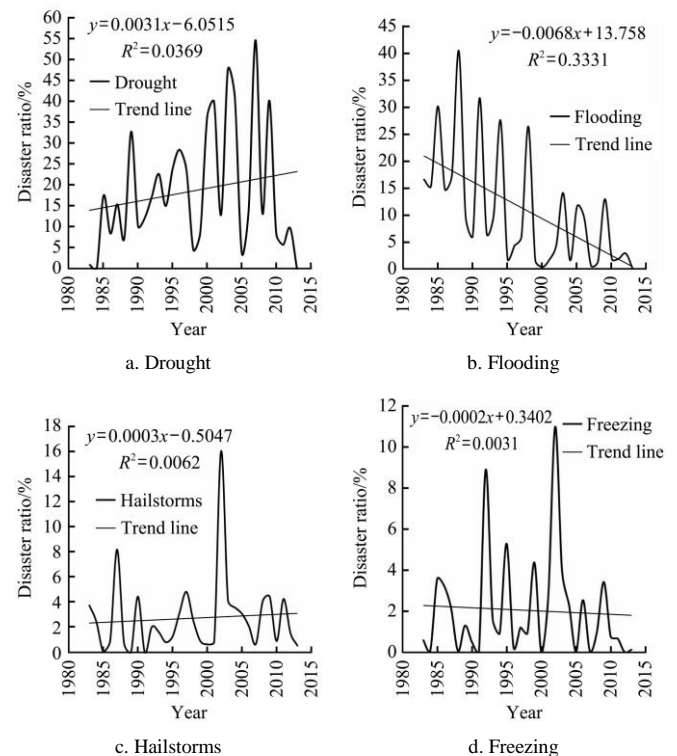 y=0.0031x−6.0515
R²=0.0369
Drought
Trend line
Disaster ratio/%
60
55
50
45
40
35
30
25
20
15
10
5
0
1980
1985
1990
1995
2000
2005
2010
2015
Year
a. Drought
y=−0.0068x+13.758
R²=0.3331
Flooding
Trend line
Disaster ratio/%
45
40
35
30
25
20
15
10
5
0
1980
1985
1990
1995
2000
2005
2010
2015
Year
b. Flooding
y=0.0003x−0.5047
R²=0.0062
Hailstorms
Trend line
Disaster ratio/%
18
16
14
12
10
8
6
4
2
0
1980
1985
1990
1995
2000
2005
2010
2015
Year
c. Hailstorms
y=−0.0002x+0.3402
R²=0.0031
Freezing
Trend line
Disaster ratio/%
12
10
8
6
4
2
0
1980
1985
1990
1995
2000
2005
2010
2015
Year
d. Freezing